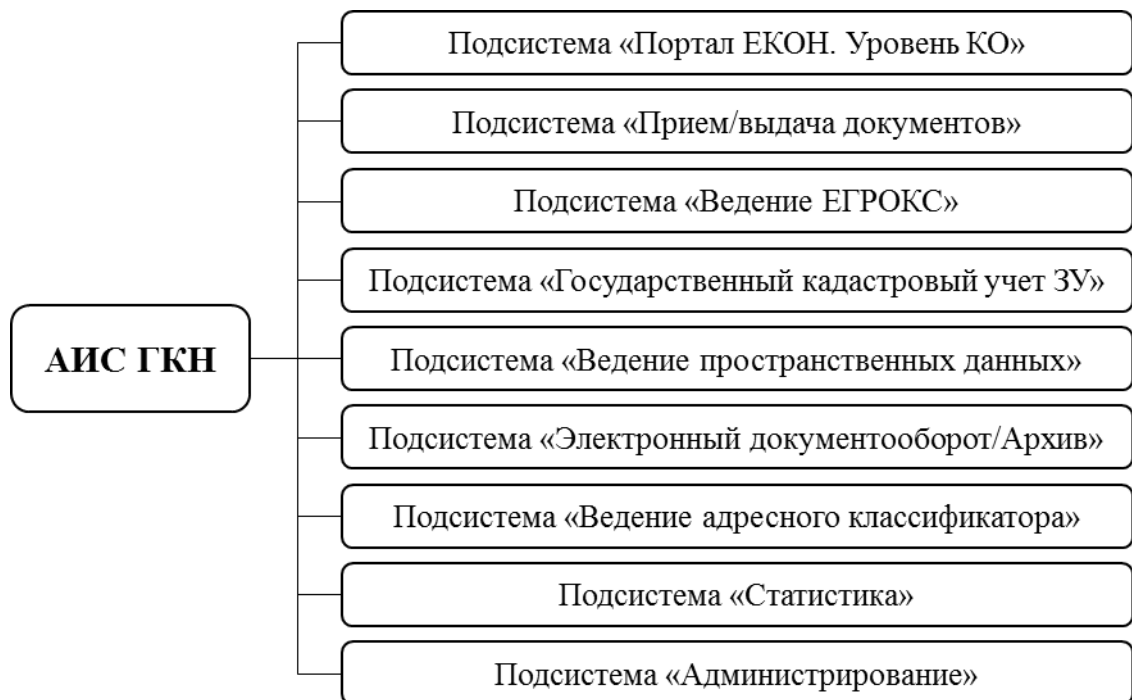 Подсистема «Портал ЕКОН. Уровень КО»
Подсистема «Прием/выдача документов»
Подсистема «Ведение ЕГРОКС»
Подсистема «Государственный кадастровый учет ЗУ»
АИС ГКН
Подсистема «Ведение пространственных данных»
Подсистема «Электронный документооборот/Архив»
Подсистема «Ведение адресного классификатора»
Подсистема «Статистика»
Подсистема «Администрирование»